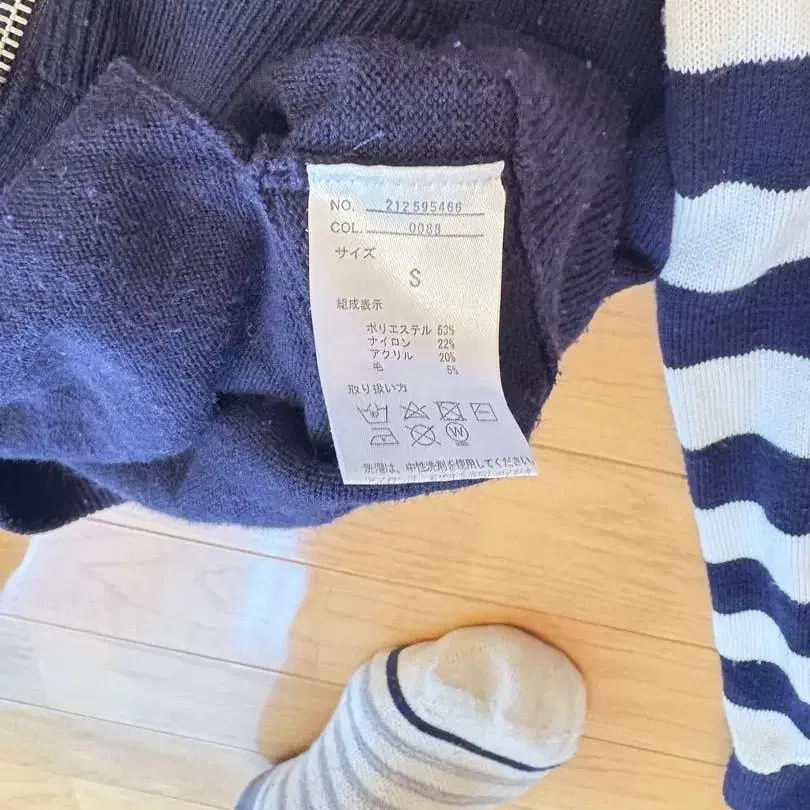 NO. 212595466
COL. 0088
サイズ
S
組成表示
ポリエステル 53%
ナイロン 22%
アクリル 20%
毛 5%
取り扱い方
W
洗濯は、中性洗剤を使用してください。